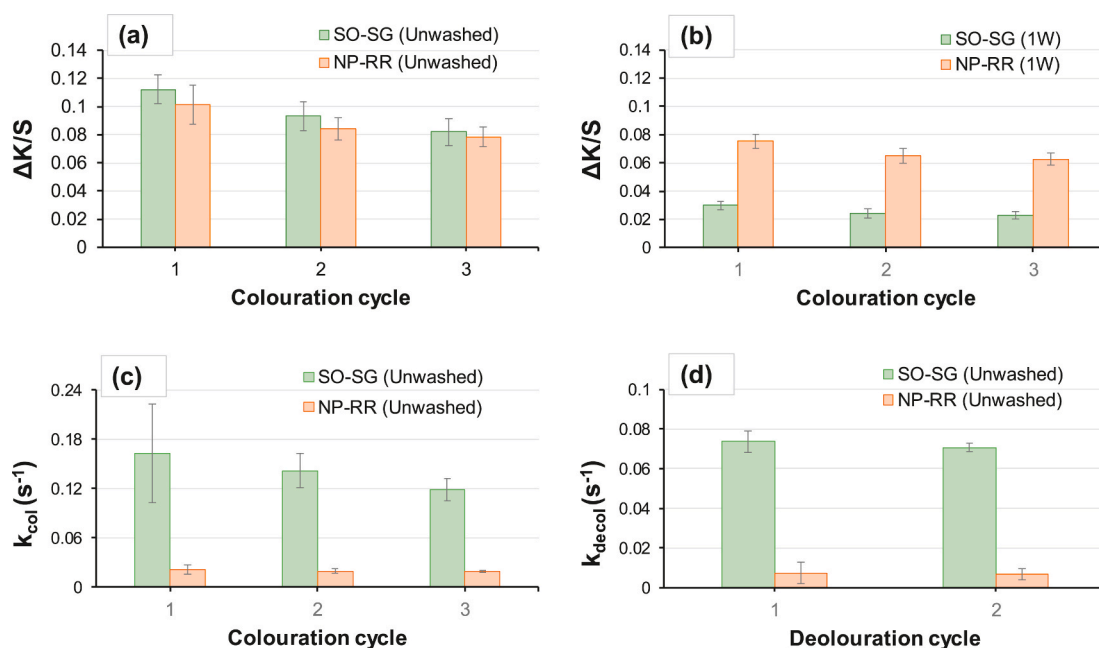 (a)
SO-SG (Unwashed)
NP-RR (Unwashed)
0.14
0.12
0.1
0.08
0.06
0.04
0.02
0
ΔK/S
1 2 3
Colouration cycle
(b)
SO-SG (1W)
NP-RR (1W)
0.14
0.12
0.1
0.08
0.06
0.04
0.02
0
ΔK/S
1 2 3
Colouration cycle
(c)
SO-SG (Unwashed)
NP-RR (Unwashed)
0.24
0.18
0.12
0.06
0
k_col (s⁻¹)
1 2 3
Colouration cycle
(d)
SO-SG (Unwashed)
NP-RR (Unwashed)
0.1
0.08
0.06
0.04
0.02
0
k_decol (s⁻¹)
1 2
Deolouration cycle